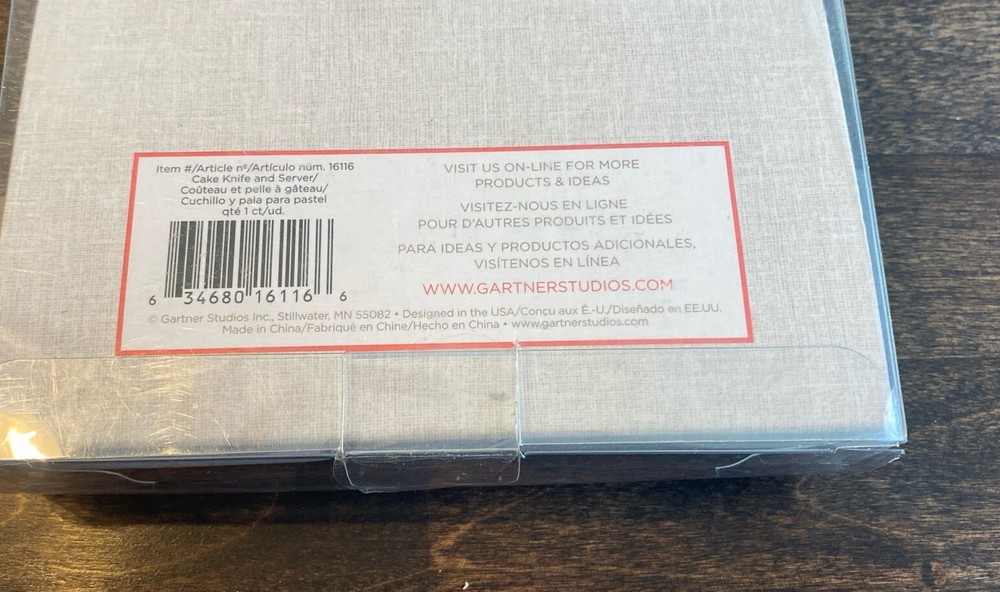 Item #/Article nº/Artículo núm. 16116
Cake Knife and Server/
Coûteau et pelle à gâteau/
Cuchillo y pala para pastel
qté 1 ct/ud.
6 34680 16116 6
VISIT US ON-LINE FOR MORE
PRODUCTS & IDEAS
VISITEZ-NOUS EN LIGNE
POUR D'AUTRES PRODUITS ET IDÉES
PARA IDEAS Y PRODUCTOS ADICIONALES,
VISÍTENOS EN LÍNEA
WWW.GARTNERSTUDIOS.COM
© Gartner Studios Inc., Stillwater, MN 55082 • Designed in the USA/Conçu aux É.-U./Diseñado en EE.UU.
Made in China/Fabriqué en Chine/Hecho en China • www.gartnerstudios.com